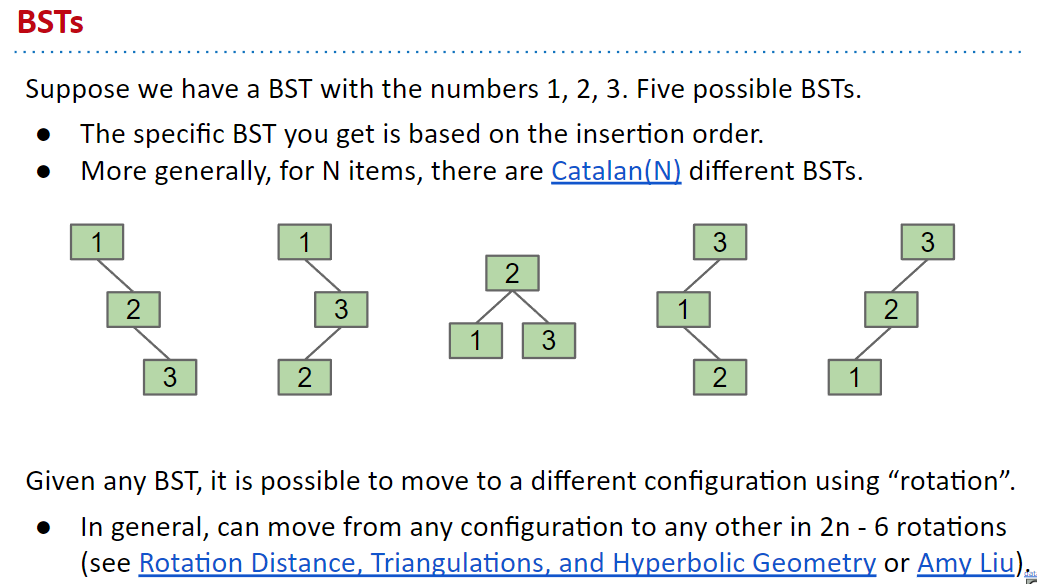 BSTs
Suppose we have a BST with the numbers 1, 2, 3. Five possible BSTs.
● The specific BST you get is based on the insertion order.
● More generally, for N items, there are Catalan(N) different BSTs.
1
2
3
1
3
2
2
1 3
3
1
2
3
2
1
Given any BST, it is possible to move to a different configuration using “rotation”.
● In general, can move from any configuration to any other in 2n - 6 rotations
(see Rotation Distance, Triangulations, and Hyperbolic Geometry or Amy Liu).